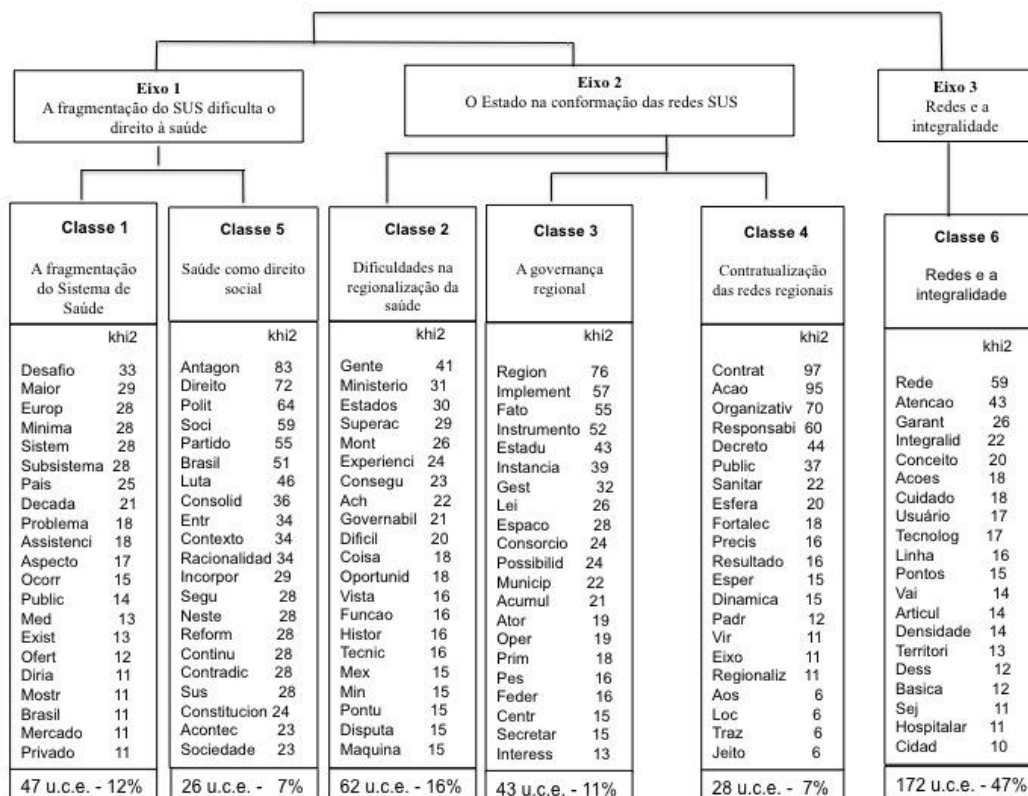 Eixo 1
A fragmentação do SUS dificulta o
direito à saúde
Eixo 2
O Estado na conformação das redes SUS
Eixo 3
Redes e a
integralidade
Classe 1
A fragmentação
do Sistema de
Saúde
khi2
Desafio 33
Maior 29
Europ 28
Minima 28
Sistem 28
Subsistema 28
Pais 25
Decada 21
Problema 18
Assistenci 18
Aspecto 17
Ocorr 15
Public 14
Med 13
Exist 13
Ofert 12
Diria 11
Mostr 11
Brasil 11
Mercado 11
Privado 11
47 u.c.e. - 12%
Classe 5
Saúde como direito
social
khi2
Antagon 83
Direito 72
Polit 64
Soci 59
Partido 55
Brasil 51
Luta 46
Consolid 36
Entr 34
Contexto 34
Racionalidad 34
Incorpor 29
Segu 28
Neste 28
Reform 28
Continu 28
Contradic 28
Sus 28
Constitucion 24
Acontec 23
Sociedade 23
26 u.c.e. - 7%
Classe 2
Dificuldades na
regionalização da
saúde
khi2
Gente 41
Ministerio 31
Estados 30
Superac 29
Mont 26
Experienci 24
Consegu 23
Ach 22
Governabil 21
Dificil 20
Coisa 18
Oportunid 18
Vista 16
Funcao 16
Histor 16
Tecnic 16
Mex 15
Min 15
Pontu 15
Disputa 15
Maquina 15
62 u.c.e. - 16%
Classe 3
A governança
regional
khi2
Region 76
Implement 57
Fato 55
Instrumento 52
Estadu 43
Instancia 39
Gest 32
Lei 26
Espaco 28
Consorcio 24
Possibilid 24
Municip 22
Acumul 21
Ator 19
Oper 19
Prim 18
Pes 16
Feder 16
Centr 15
Secretar 15
Interess 13
43 u.c.e. - 11%
Classe 4
Contratualização
das redes regionais
khi2
Contrat 97
Acao 95
Organizativ 70
Responsabi 60
Decreto 44
Public 37
Sanitar 22
Esfera 20
Fortalec 18
Precis 16
Resultado 16
Esper 15
Dinamica 15
Padr 12
Vir 11
Eixo 11
Regionaliz 11
Aos 6
Loc 6
Traz 6
Jeito 6
28 u.c.e. - 7%
Classe 6
Redes e a
integralidade
khi2
Rede 59
Atencao 43
Garant 26
Integralid 22
Conceito 20
Acoes 18
Cuidado 18
Usuário 17
Tecnolog 17
Linha 16
Pontos 15
Vai 14
Articul 14
Densidade 14
Territori 13
Dess 12
Basica 12
Sej 11
Hospitalar 11
Cidad 10
172 u.c.e. - 47%